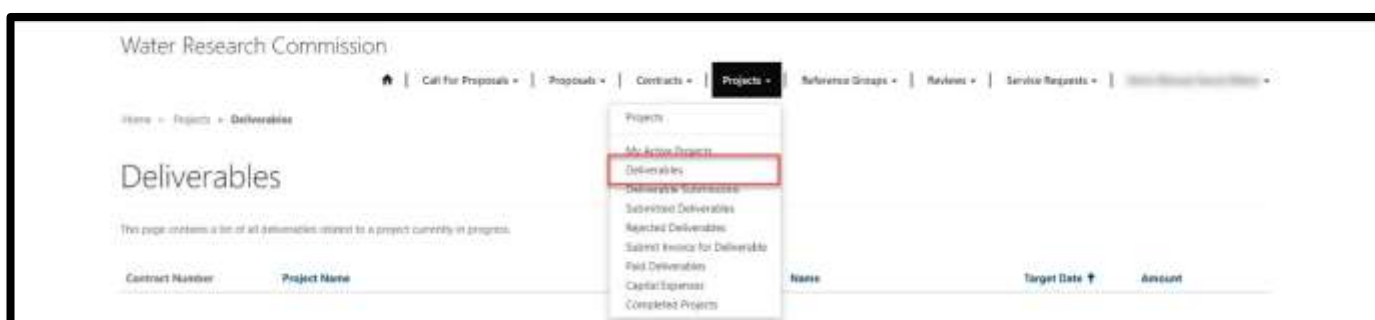 Water Research Commission
Call For Proposals | Proposals | Contracts | Projects | Reference Groups | Reviews | Service Requests |
Home > Projects > Deliverables
Projects
My Active Projects
Deliverables
Deliverable Submissions
Submitted Deliverables
Rejected Deliverables
Submit Invoice for Deliverable
Paid Deliverables
Capital Expenses
Completed Projects
Deliverables
This page contains a list of all deliverables related to a project currently in progress.
Contract Number Project Name Name Target Date ↑ Amount